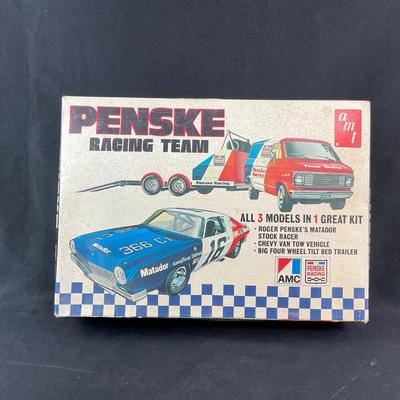 PENSKE
RACING TEAM
amt
Penske Racing
ALL 3 MODELS IN 1 GREAT KIT
• ROGER PENSKE'S MATADOR
STOCK RACER
• CHEVY VAN TOW VEHICLE
• BIG FOUR WHEEL TILT BED TRAILER
Matador
366 CI
16
Matador
AMC
PENSKE
RACING